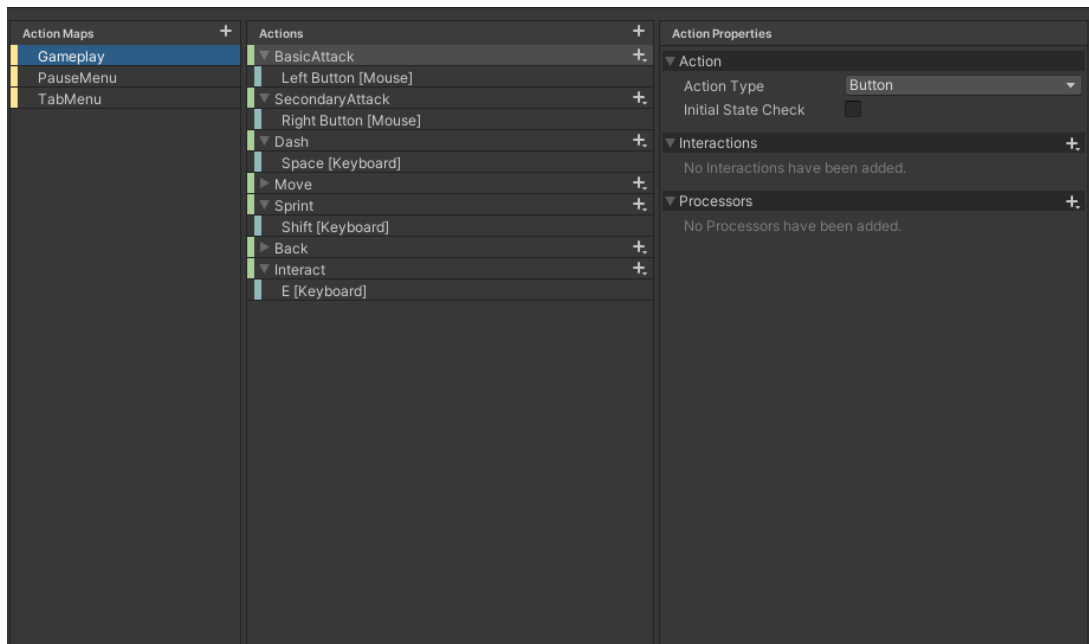 Action Maps
Gameplay
PauseMenu
TabMenu
Actions
BasicAttack
Left Button [Mouse]
SecondaryAttack
Right Button [Mouse]
Dash
Space [Keyboard]
Move
Sprint
Shift [Keyboard]
Back
Interact
E [Keyboard]
Action Properties
Action
Action Type Button
Initial State Check
Interactions
No Interactions have been added.
Processors
No Processors have been added.